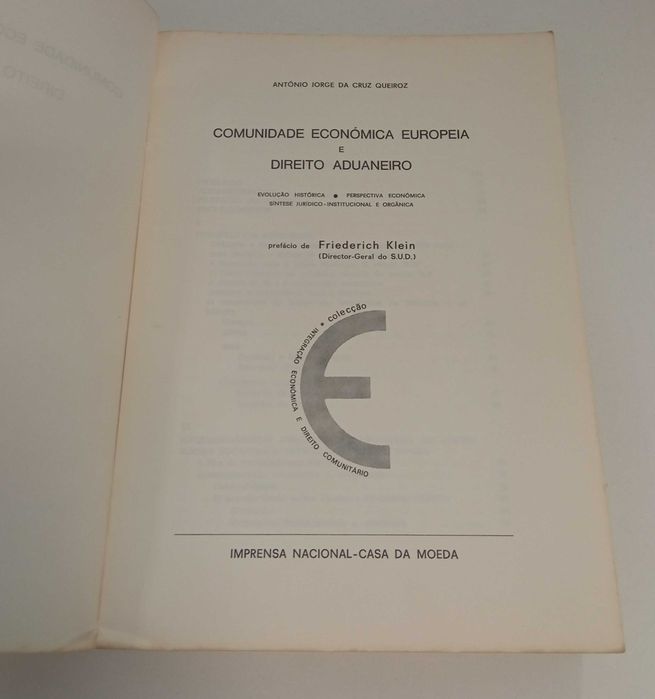 ANTÓNIO JORGE DA CRUZ QUEIROZ
COMUNIDADE ECONÓMICA EUROPEIA
E
DIREITO ADUANEIRO
EVOLUÇÃO HISTÓRICA ● PERSPECTIVA ECONÓMICA
SÍNTESE JURÍDICO-INSTITUCIONAL E ORGÂNICA
prefácio de Friederich Klein
(Director-Geral do S.U.D.)
colecção • INTEGRAÇÃO ECONÓMICA E DIREITO COMUNITÁRIO
IMPRENSA NACIONAL-CASA DA MOEDA